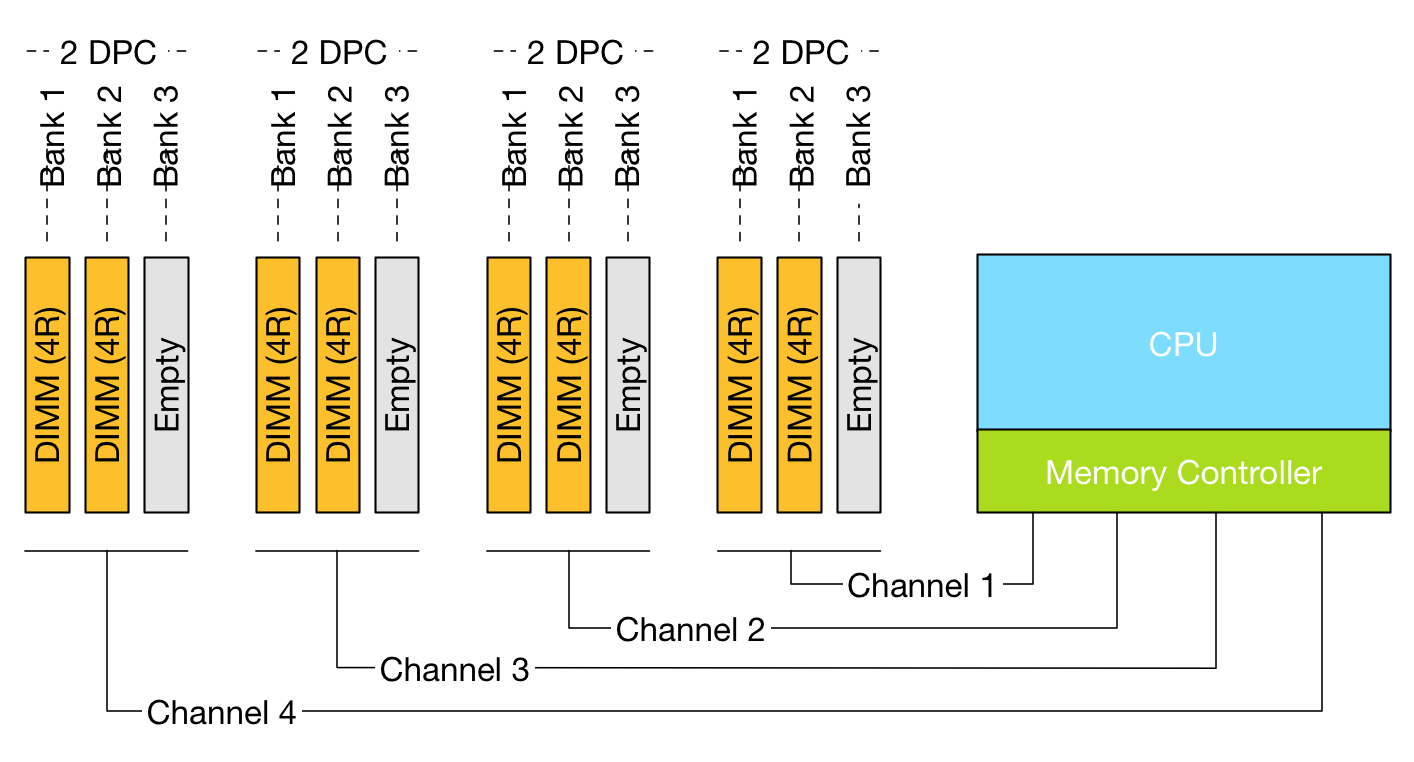 2 DPC
2 DPC
2 DPC
2 DPC
Bank 1
Bank 2
Bank 3
Bank 1
Bank 2
Bank 3
Bank 1
Bank 2
Bank 3
Bank 1
Bank 2
Bank 3
DIMM (4R)
DIMM (4R)
Empty
DIMM (4R)
DIMM (4R)
Empty
DIMM (4R)
DIMM (4R)
Empty
DIMM (4R)
DIMM (4R)
Empty
CPU
Memory Controller
Channel 1
Channel 2
Channel 3
Channel 4